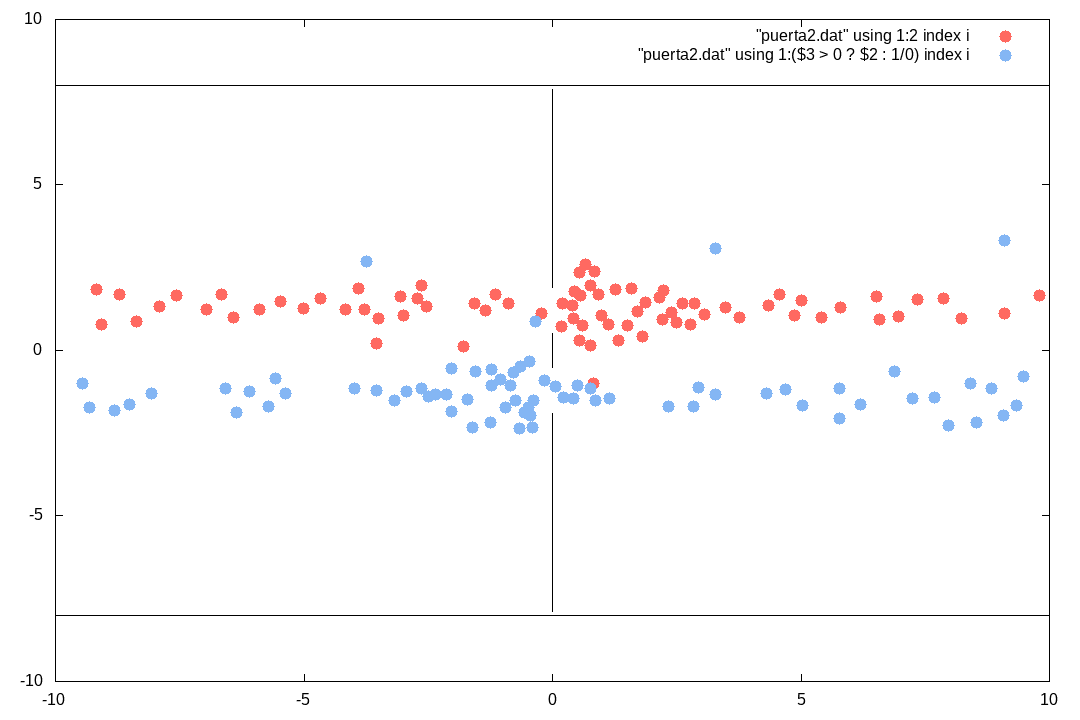 10
"puerta2.dat" using 1:2 index i
"puerta2.dat" using 1:($3 > 0 ? $2 : 1/0) index i
5
0
-5
-10
-10 -5 0 5 10